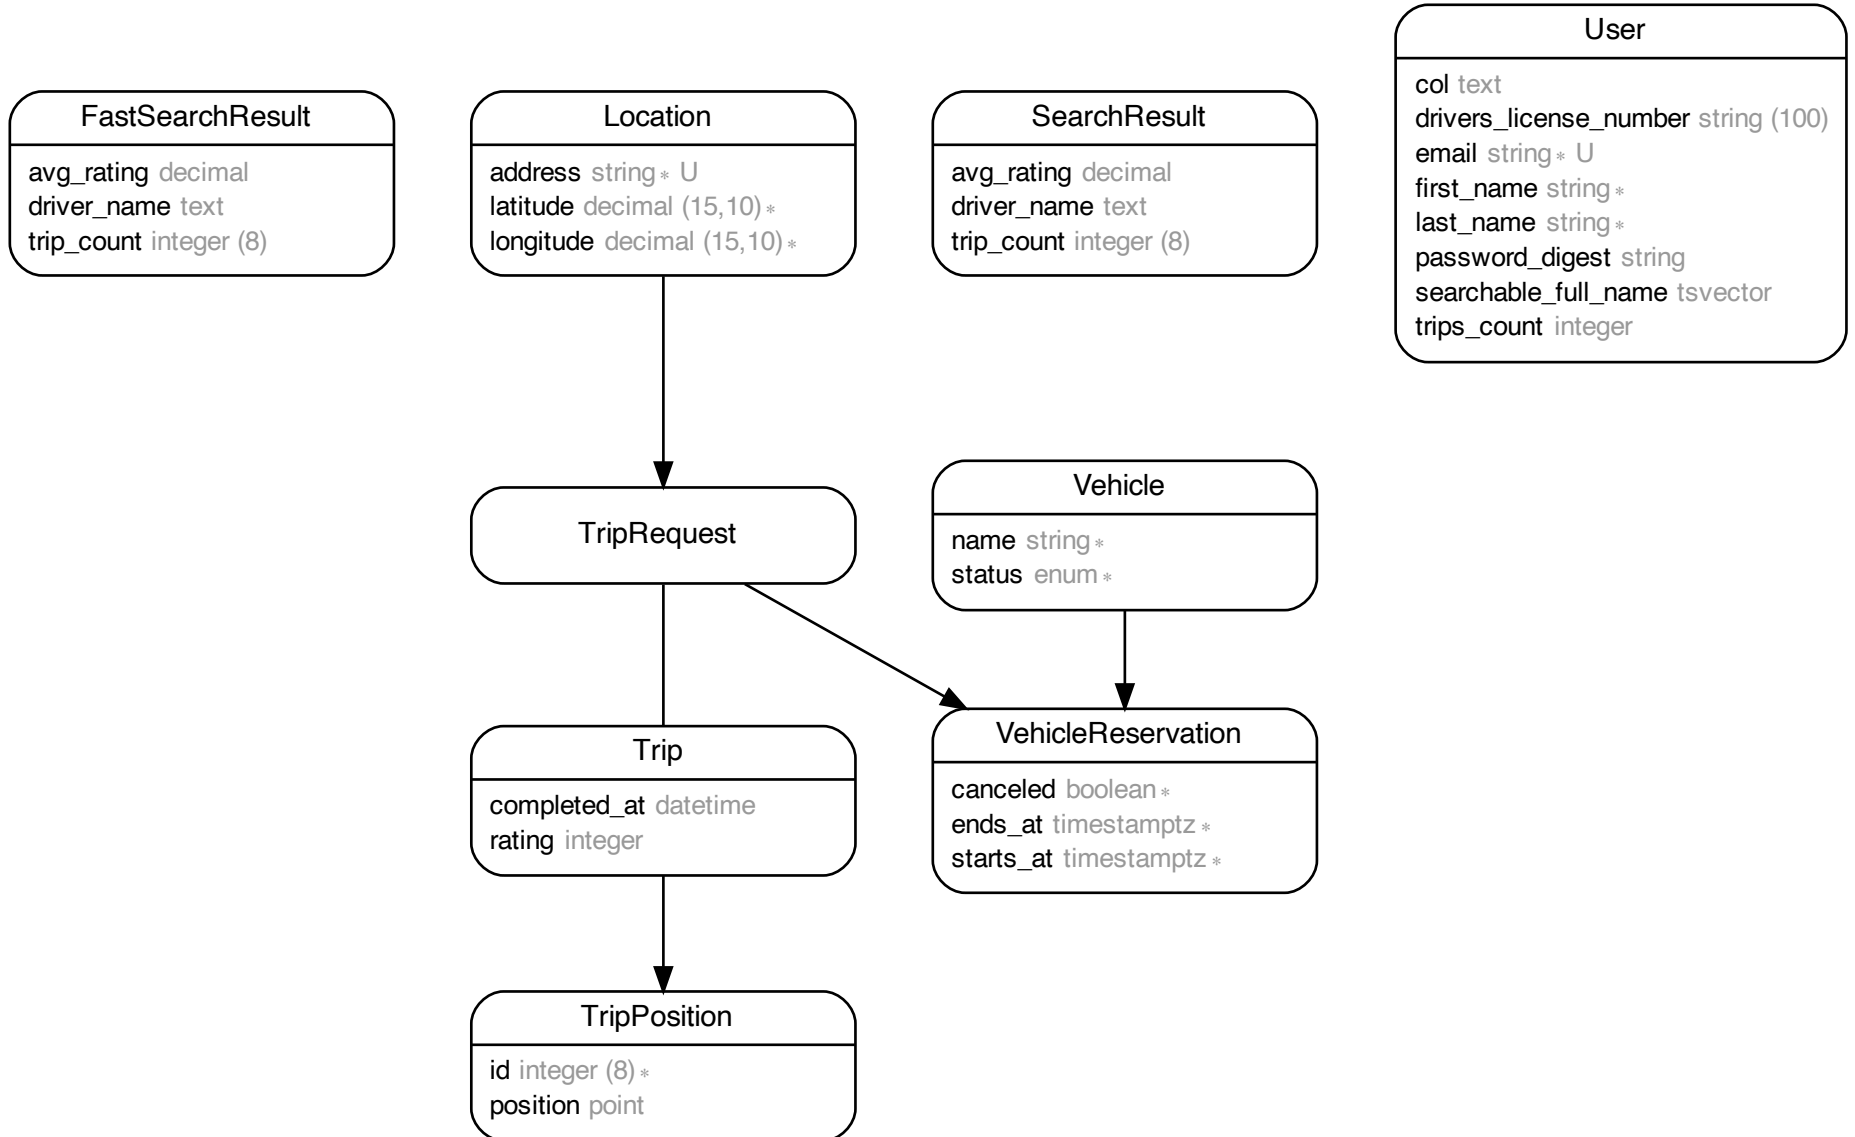 User
col text
drivers_license_number string (100)
email string∗ U
first_name string∗
last_name string∗
password_digest string
searchable_full_name tsvector
trips_count integer
FastSearchResult
avg_rating decimal
driver_name text
trip_count integer (8)
Location
address string∗ U
latitude decimal (15,10)∗
longitude decimal (15,10)∗
SearchResult
avg_rating decimal
driver_name text
trip_count integer (8)
TripRequest
Vehicle
name string∗
status enum∗
Trip
completed_at datetime
rating integer
VehicleReservation
canceled boolean∗
ends_at timestamptz∗
starts_at timestamptz∗
TripPosition
id integer (8)∗
position point